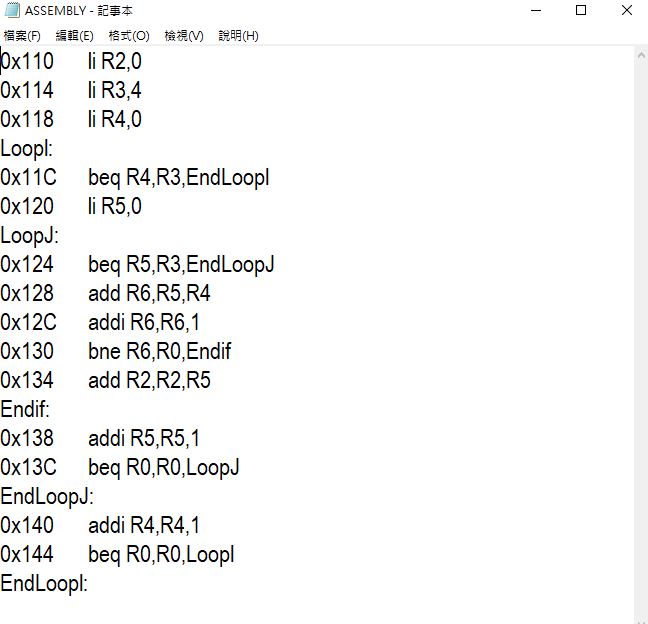 ASSEMBLY - 記事本
檔案(F) 編輯(E) 格式(O) 檢視(V) 說明(H)
0x110 li R2,0
0x114 li R3,4
0x118 li R4,0
LoopI:
0x11C beq R4,R3,EndLoopI
0x120 li R5,0
LoopJ:
0x124 beq R5,R3,EndLoopJ
0x128 add R6,R5,R4
0x12C addi R6,R6,1
0x130 bne R6,R0,Endif
0x134 add R2,R2,R5
Endif:
0x138 addi R5,R5,1
0x13C beq R0,R0,LoopJ
EndLoopJ:
0x140 addi R4,R4,1
0x144 beq R0,R0,LoopI
EndLoopI: